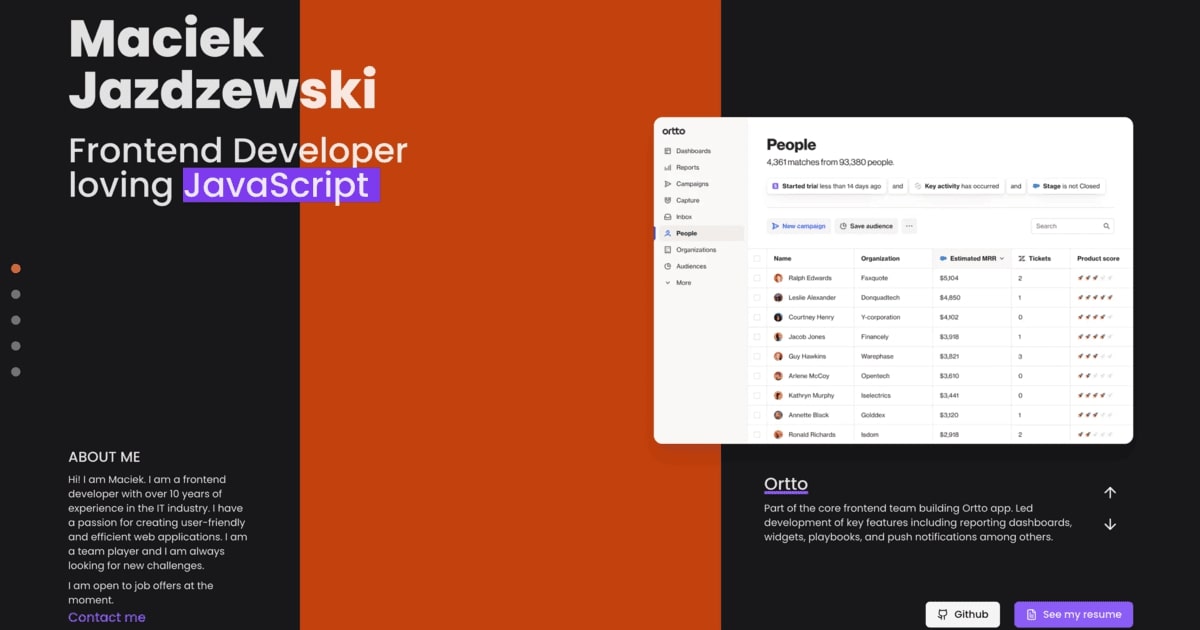 Maciek
Jazdzewski
Frontend Developer
loving JavaScript
ortto
Dashboards
Reports
Campaigns
Capture
Inbox
People
Organizations
Audiences
More
People
4,361 matches from 93,380 people.
Started trial less than 14 days ago and Key activity has occurred and Stage is not Closed
New campaign Save audience ... Search
Name Organization Estimated MRR Tickets Product score
Ralph Edwards Faxquote $5,104 2
Leslie Alexander Donquadtech $4,850 1
Courtney Henry Y-corporation $4,102 0
Jacob Jones Financely $3,918 1
Guy Hawkins Warephase $3,821 3
Arlene McCoy Opentech $3,610 0
Kathryn Murphy Iselectrics $3,441 0
Annette Black Golddex $3,120 1
Ronald Richards Isdom $2,918 2
ABOUT ME
Hi! I am Maciek. I am a frontend
developer with over 10 years of
experience in the IT industry. I have
a passion for creating user-friendly
and efficient web applications. I am
a team player and I am always
looking for new challenges.
I am open to job offers at the
moment.
Contact me
Ortto
Part of the core frontend team building Ortto app. Led
development of key features including reporting dashboards,
widgets, playbooks, and push notifications among others.
Github
See my resume